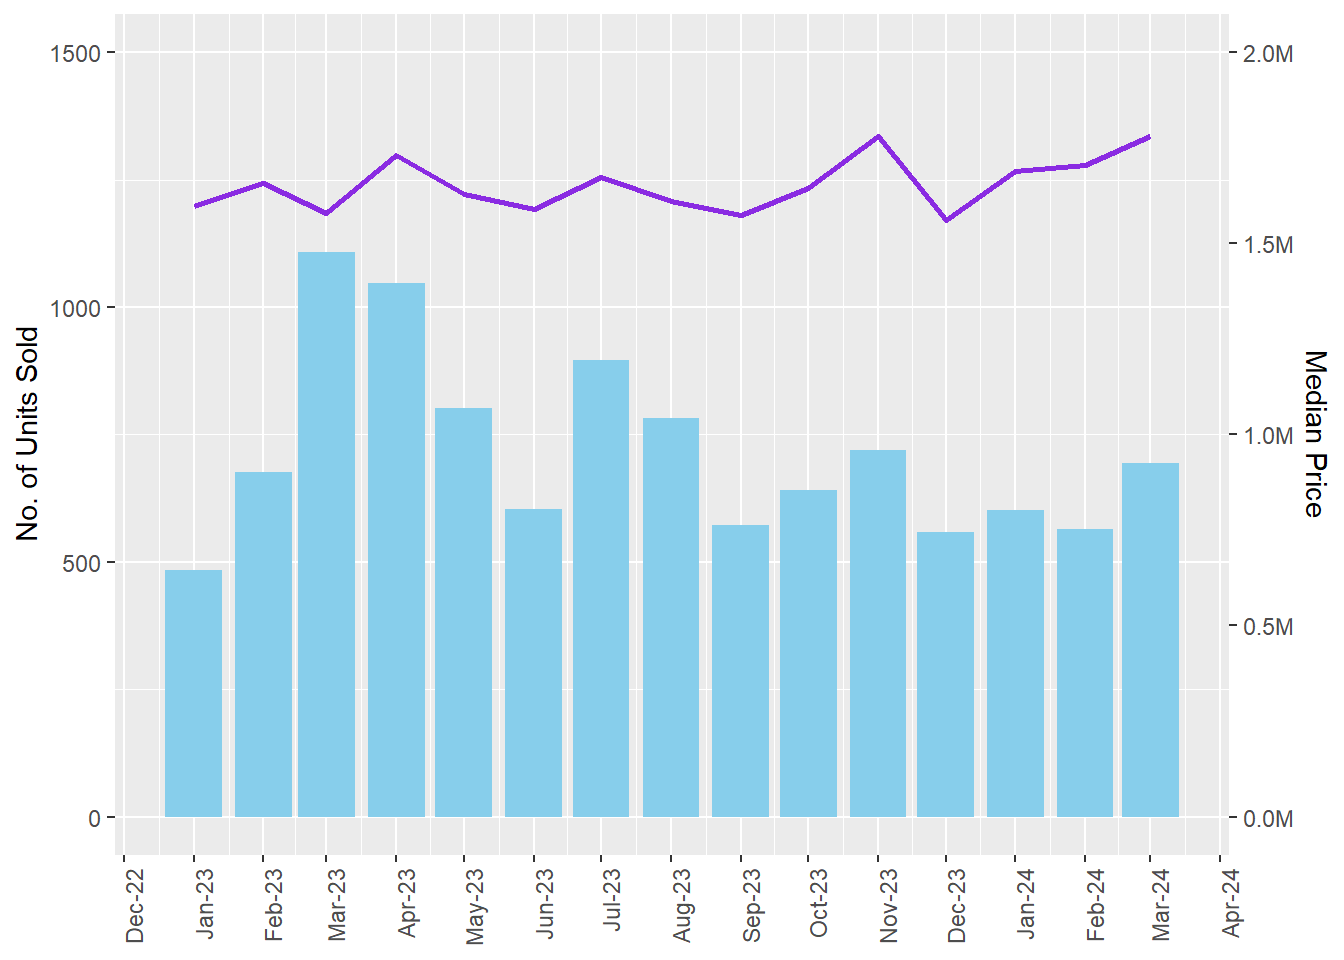 1500
1000
500
0
No. of Units Sold
2.0M
1.5M
1.0M
0.5M
0.0M
Median Price
Dec-22
Jan-23
Feb-23
Mar-23
Apr-23
May-23
Jun-23
Jul-23
Aug-23
Sep-23
Oct-23
Nov-23
Dec-23
Jan-24
Feb-24
Mar-24
Apr-24